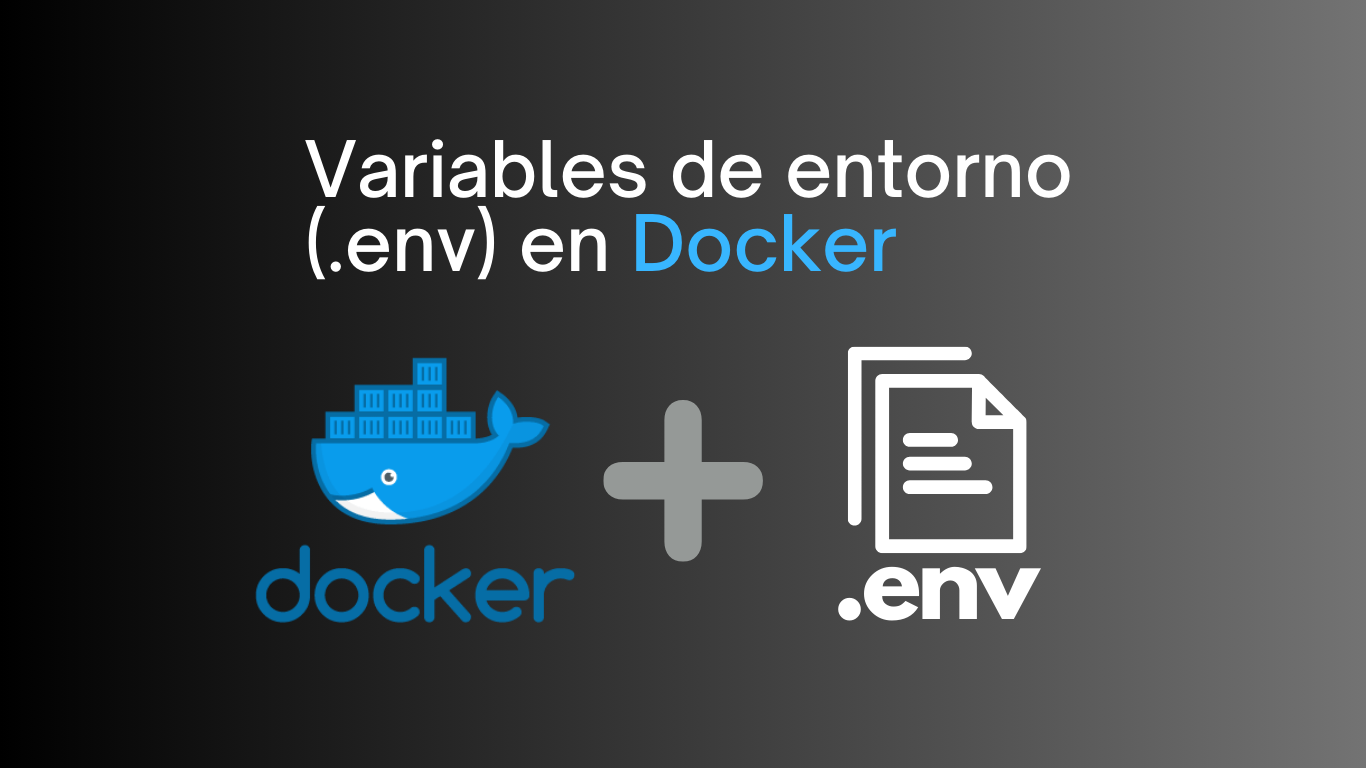 Variables de entorno
(.env) en Docker
docker
.env